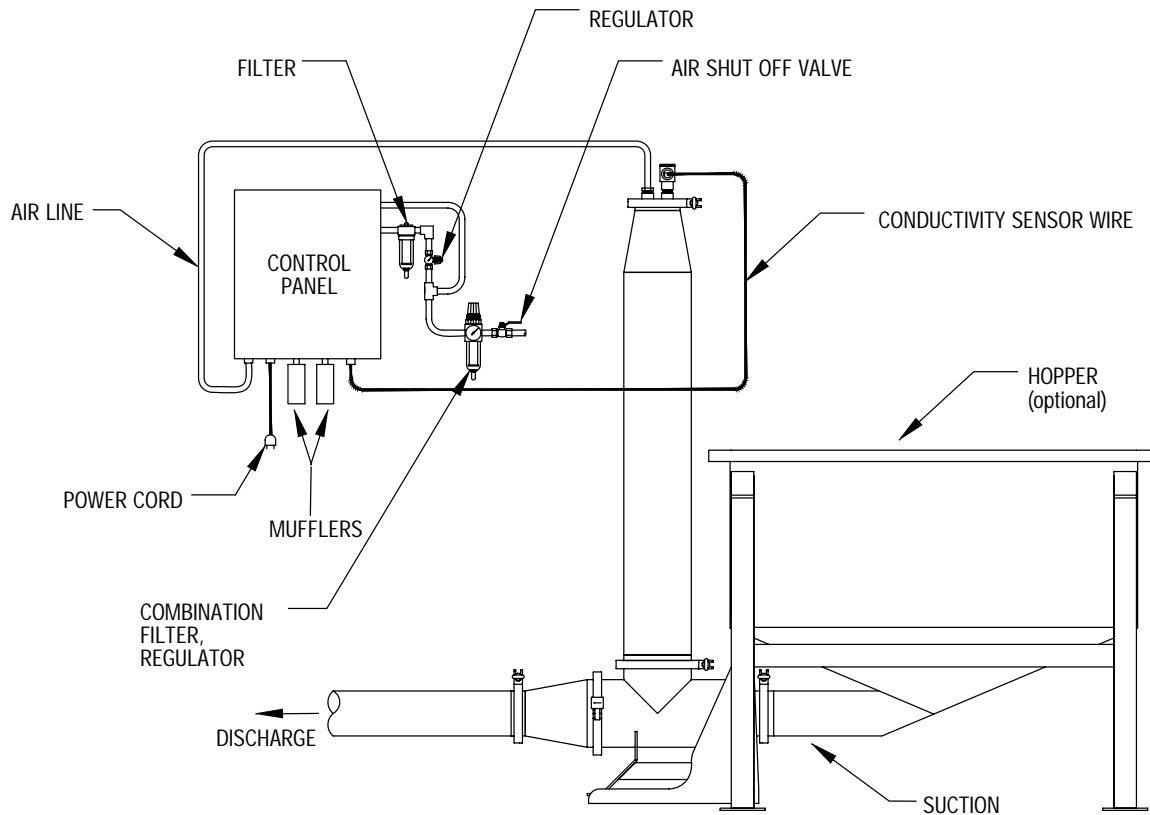 REGULATOR
FILTER
AIR SHUT OFF VALVE
AIR LINE
CONDUCTIVITY SENSOR WIRE
CONTROL
PANEL
HOPPER
(optional)
POWER CORD
MUFFLERS
COMBINATION
FILTER,
REGULATOR
DISCHARGE
SUCTION